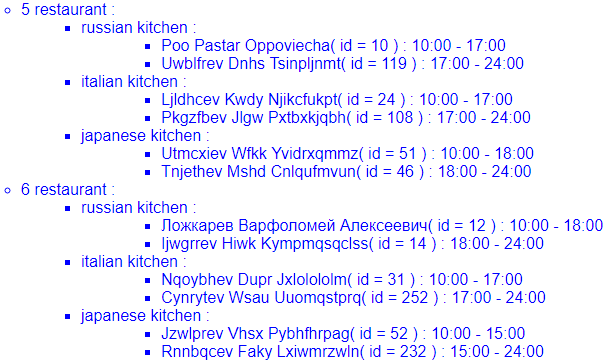 5 restaurant :
russian kitchen :
Poo Pastar Oppoviecha( id = 10 ) : 10:00 - 17:00
Uwblfrev Dnhs Tsinpljnmt( id = 119 ) : 17:00 - 24:00
italian kitchen :
Ljldhcev Kwdy Njikcfukpt( id = 24 ) : 10:00 - 17:00
Pkgzfbev Jlgw Pxtbxkjqbh( id = 108 ) : 17:00 - 24:00
japanese kitchen :
Utmcxiev Wfkk Yvidrxqmmz( id = 51 ) : 10:00 - 18:00
Tnjethev Mshd Cnlqufmvun( id = 46 ) : 18:00 - 24:00
6 restaurant :
russian kitchen :
Ложкарев Варфоломей Алексеевич( id = 12 ) : 10:00 - 18:00
Ijwgrrev Hiwk Kympmqsqclss( id = 14 ) : 18:00 - 24:00
italian kitchen :
Nqoybhev Dupr Jxlolololm( id = 31 ) : 10:00 - 17:00
Cynrytev Wsau Uuomqstprq( id = 252 ) : 17:00 - 24:00
japanese kitchen :
Jzwlprev Vhsx Pybhfhrpag( id = 52 ) : 10:00 - 15:00
Rnnbqcev Faky Lxiwmrzwln( id = 232 ) : 15:00 - 24:00